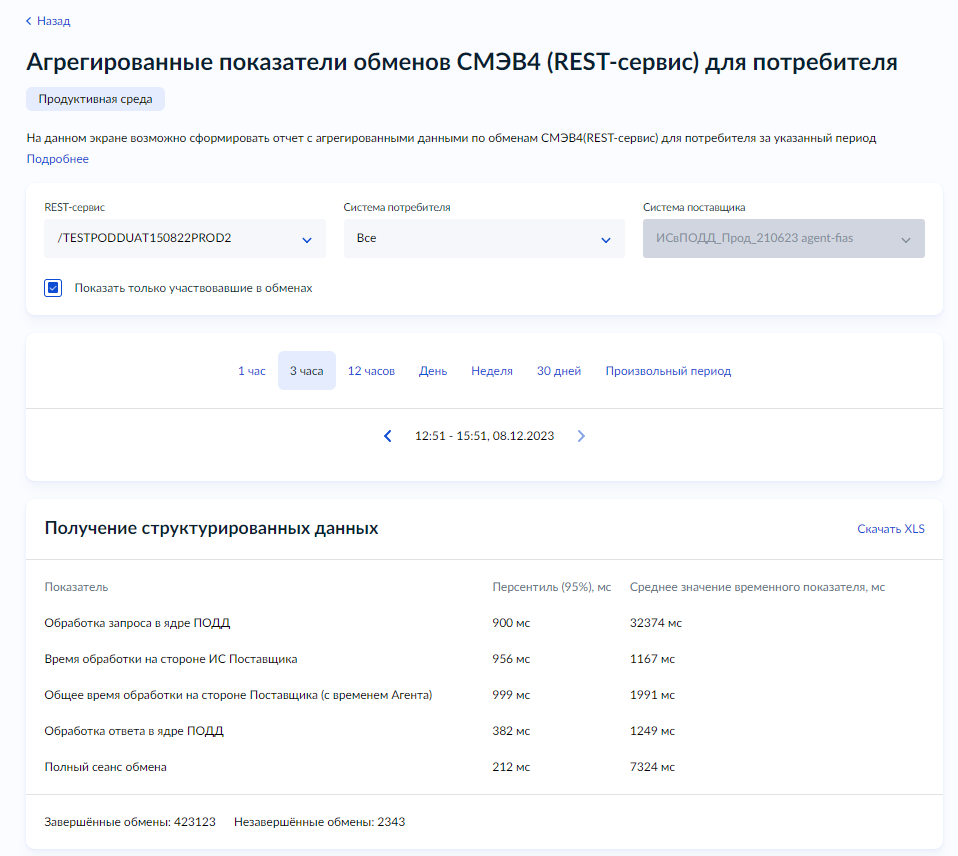 Назад
Агрегированные показатели обменов СМЭВ4 (REST-сервис) для потребителя
Продуктивная среда
На данном экране возможно сформировать отчет с агрегированными данными по обменам СМЭВ4(REST-сервис) для потребителя за указанный период
Подробнее
REST-сервис Система потребителя Система поставщика
/TESTPODDUAT150822PROD2 Все ИСвПОДД_Прод_210623 agent-fias
Показать только участвовавшие в обменах
1 час 3 часа 12 часов День Неделя 30 дней Произвольный период
12:51 - 15:51, 08.12.2023
Получение структурированных данных Скачать XLS
Показатель Персентиль (95%), мс Среднее значение временного показателя, мс
Обработка запроса в ядре ПОДД 900 мс 32374 мс
Время обработки на стороне ИС Поставщика 956 мс 1167 мс
Общее время обработки на стороне Поставщика (с временем Агента) 999 мс 1991 мс
Обработка ответа в ядре ПОДД 382 мс 1249 мс
Полный сеанс обмена 212 мс 7324 мс
Завершённые обмены: 423123 Незавершённые обмены: 2343